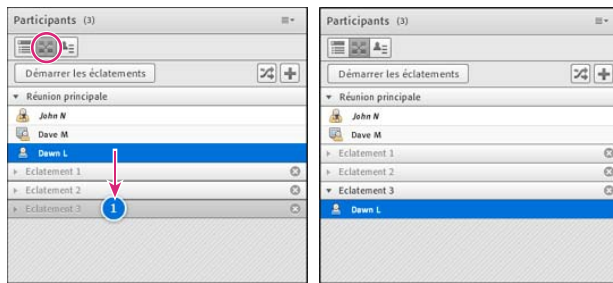 Participants (3)
Démarrer les éclatements
Réunion principale
John N
Dave M
Dawn L
Eclatement 1
Eclatement 2
Eclatement 3
1
Participants (3)
Démarrer les éclatements
Réunion principale
John N
Dave M
Eclatement 1
Eclatement 2
Eclatement 3
Dawn L